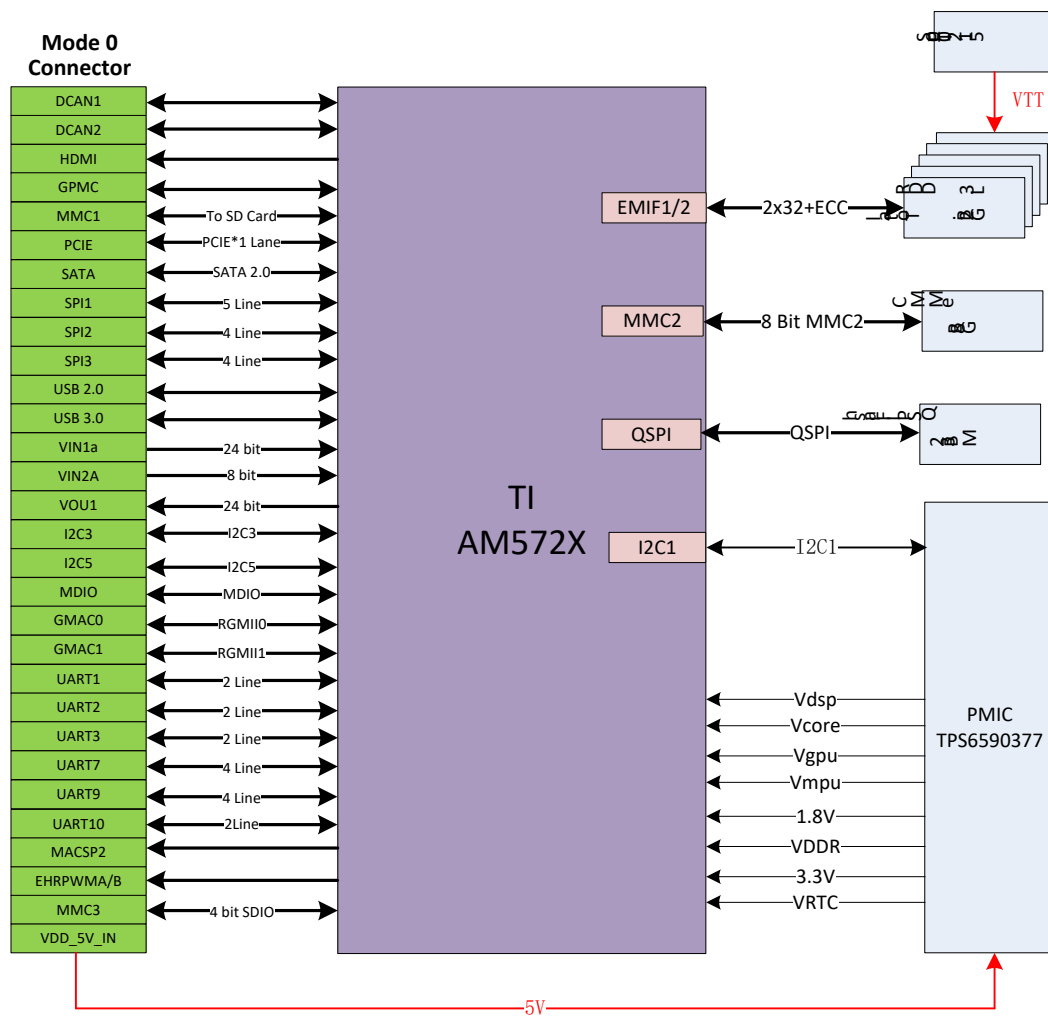 Mode 0
Connector
DCAN1
DCAN2
HDMI
GPMC
MMC1
To SD Card
PCIE
PCIE*1 Lane
SATA
SATA 2.0
SPI1
5 Line
SPI2
4 Line
SPI3
4 Line
USB 2.0
USB 3.0
VIN1a
24 bit
VIN2A
8 bit
VOU1
24 bit
I2C3
I2C3
I2C5
I2C5
MDIO
MDIO
GMAC0
RGMII0
GMAC1
RGMII1
UART1
2 Line
UART2
2 Line
UART3
2 Line
UART7
4 Line
UART9
4 Line
UART10
2Line
MACSP2
EHRPWMA/B
MMC3
4 bit SDIO
VDD_5V_IN
5V
TI
AM572X
EMIF1/2
2x32+ECC
MMC2
8 Bit MMC2
QSPI
QSPI
I2C1
I2C1
VTT
Vdsp
Vcore
Vgpu
Vmpu
1.8V
VDDR
3.3V
VRTC
PMIC
TPS6590377